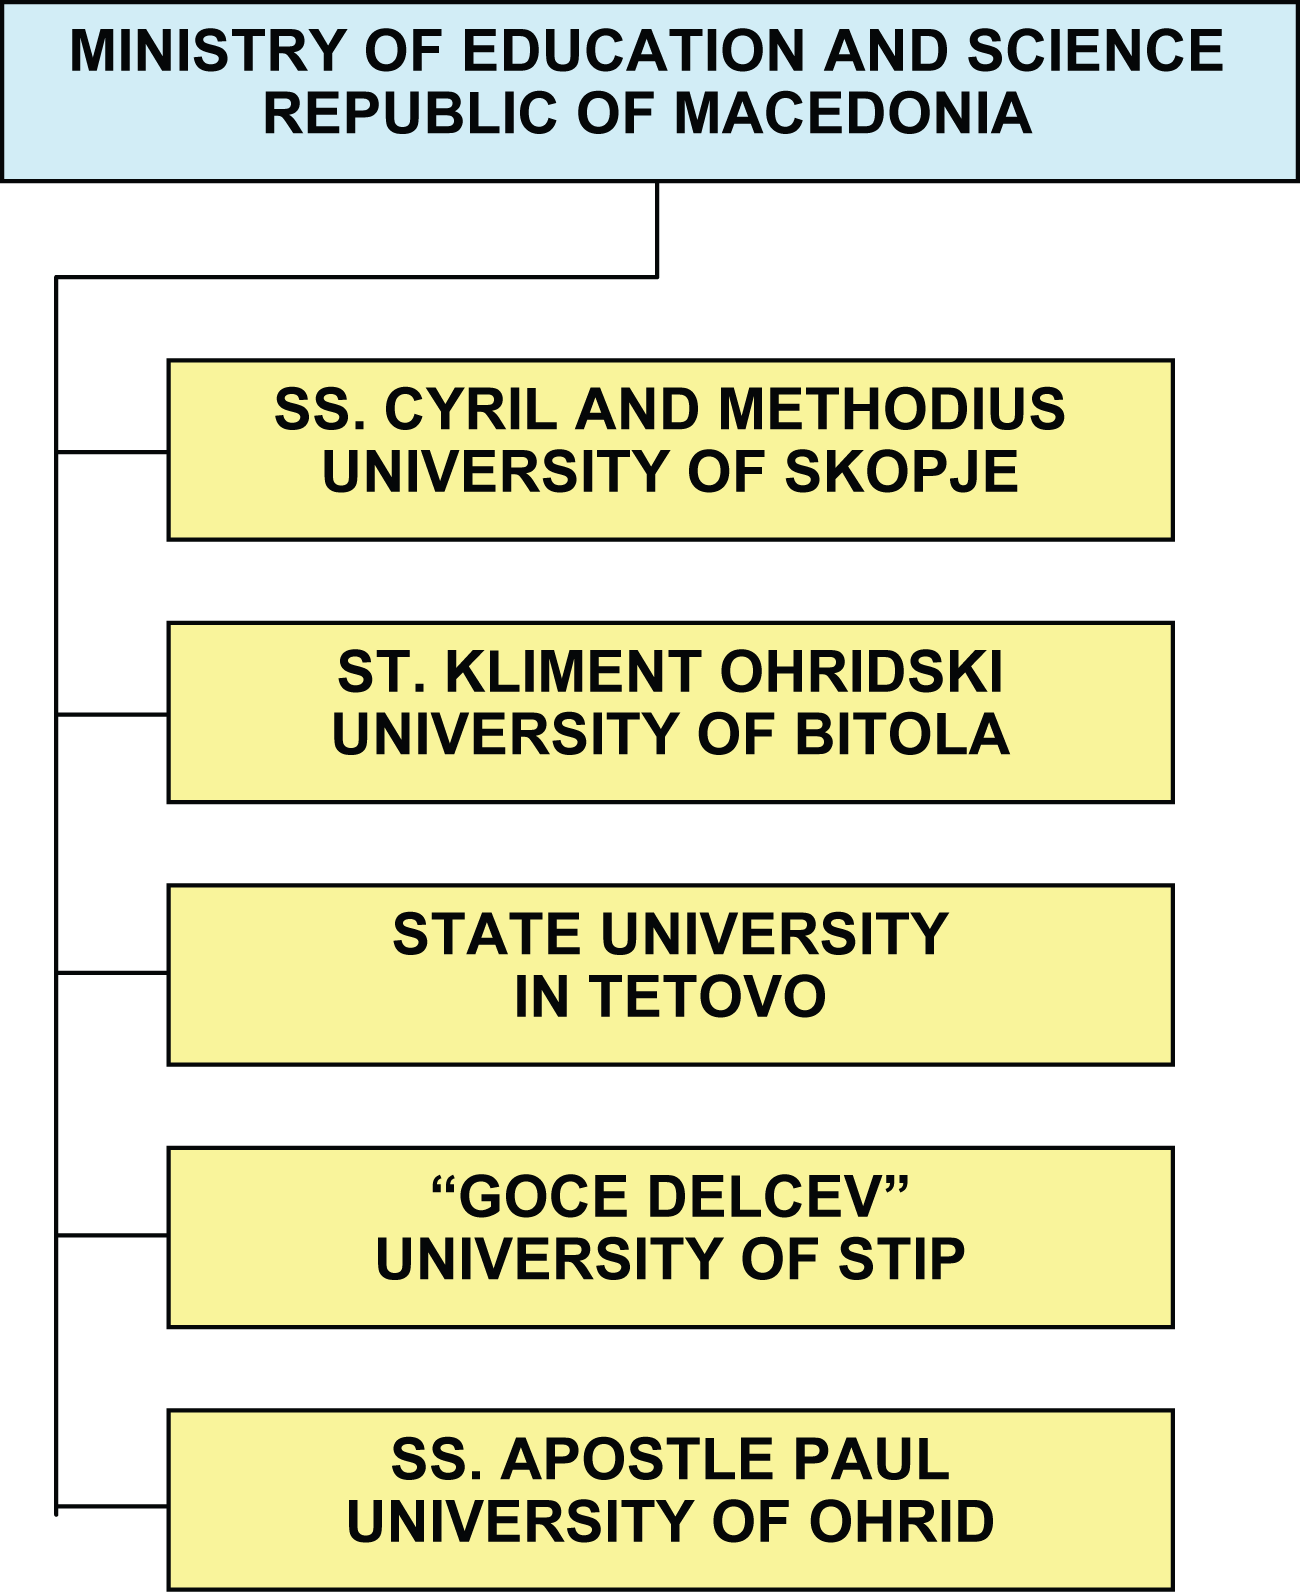 MINISTRY OF EDUCATION AND SCIENCE
REPUBLIC OF MACEDONIA
SS. CYRIL AND METHODIUS
UNIVERSITY OF SKOPJE
ST. KLIMENT OHRIDSKI
UNIVERSITY OF BITOLA
STATE UNIVERSITY
IN TETOVO
“GOCE DELCEV”
UNIVERSITY OF STIP
SS. APOSTLE PAUL
UNIVERSITY OF OHRID